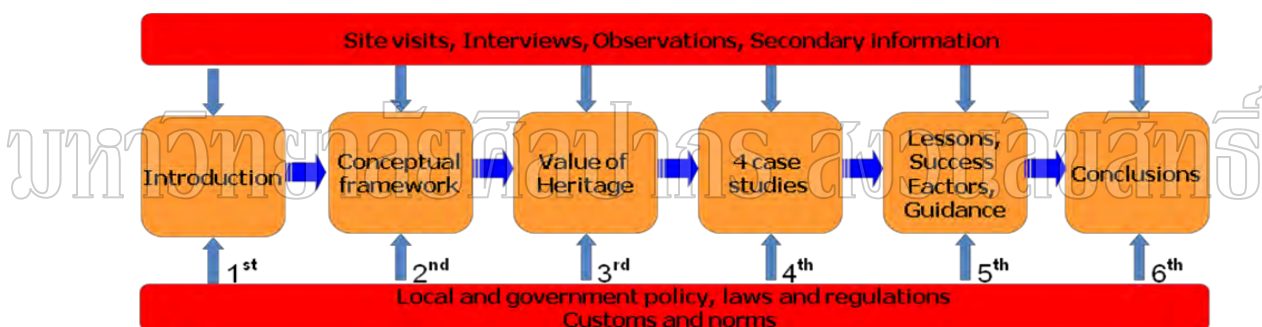 Site visits, Interviews, Observations, Secondary information
มหาวิทยาลัยศิลปากร สงวนลิขสิทธิ์
Introduction
Conceptual
framework
Value of
Heritage
4 case
studies
Lessons,
Success
Factors,
Guidance
Conclusions
1st
2nd
3rd
4th
5th
6th
Local and government policy, laws and regulations
Customs and norms